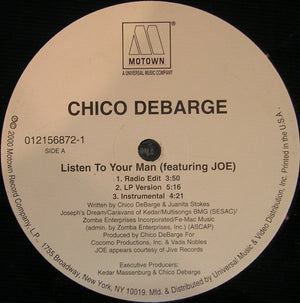 M
MOTOWN
A UNIVERSAL MUSIC COMPANY
CHICO DEBARGE
012156872-1
SIDE A
Listen To Your Man (featuring JOE)
1. Radio Edit 3:50
2. LP Version 5:16
3. Instrumental 4:21
Written by Chico DeBarge & Juanita Stokes
Joseph's Dream/Caravans of Kedar/Multisongs BMG (SESAC)/
Zomba Enterprises Incorporated/Fe-Mac Music
(admin. by Zomba Enterprises, Inc.) (ASCAP)
Produced by Chico DeBarge For
Cocomo Productions, Inc. & Vada Nobles
JOE appears courtesy of Jive Records
Executive Producers:
Kedar Massenburg & Chico Debarge
℗ © 2000 Motown Record Company, L.P., 1755 Broadway, New York, NY 10019. Mfd. & Distributed by Universal Music & Video Distribution, Inc. Printed in the U.S.A.